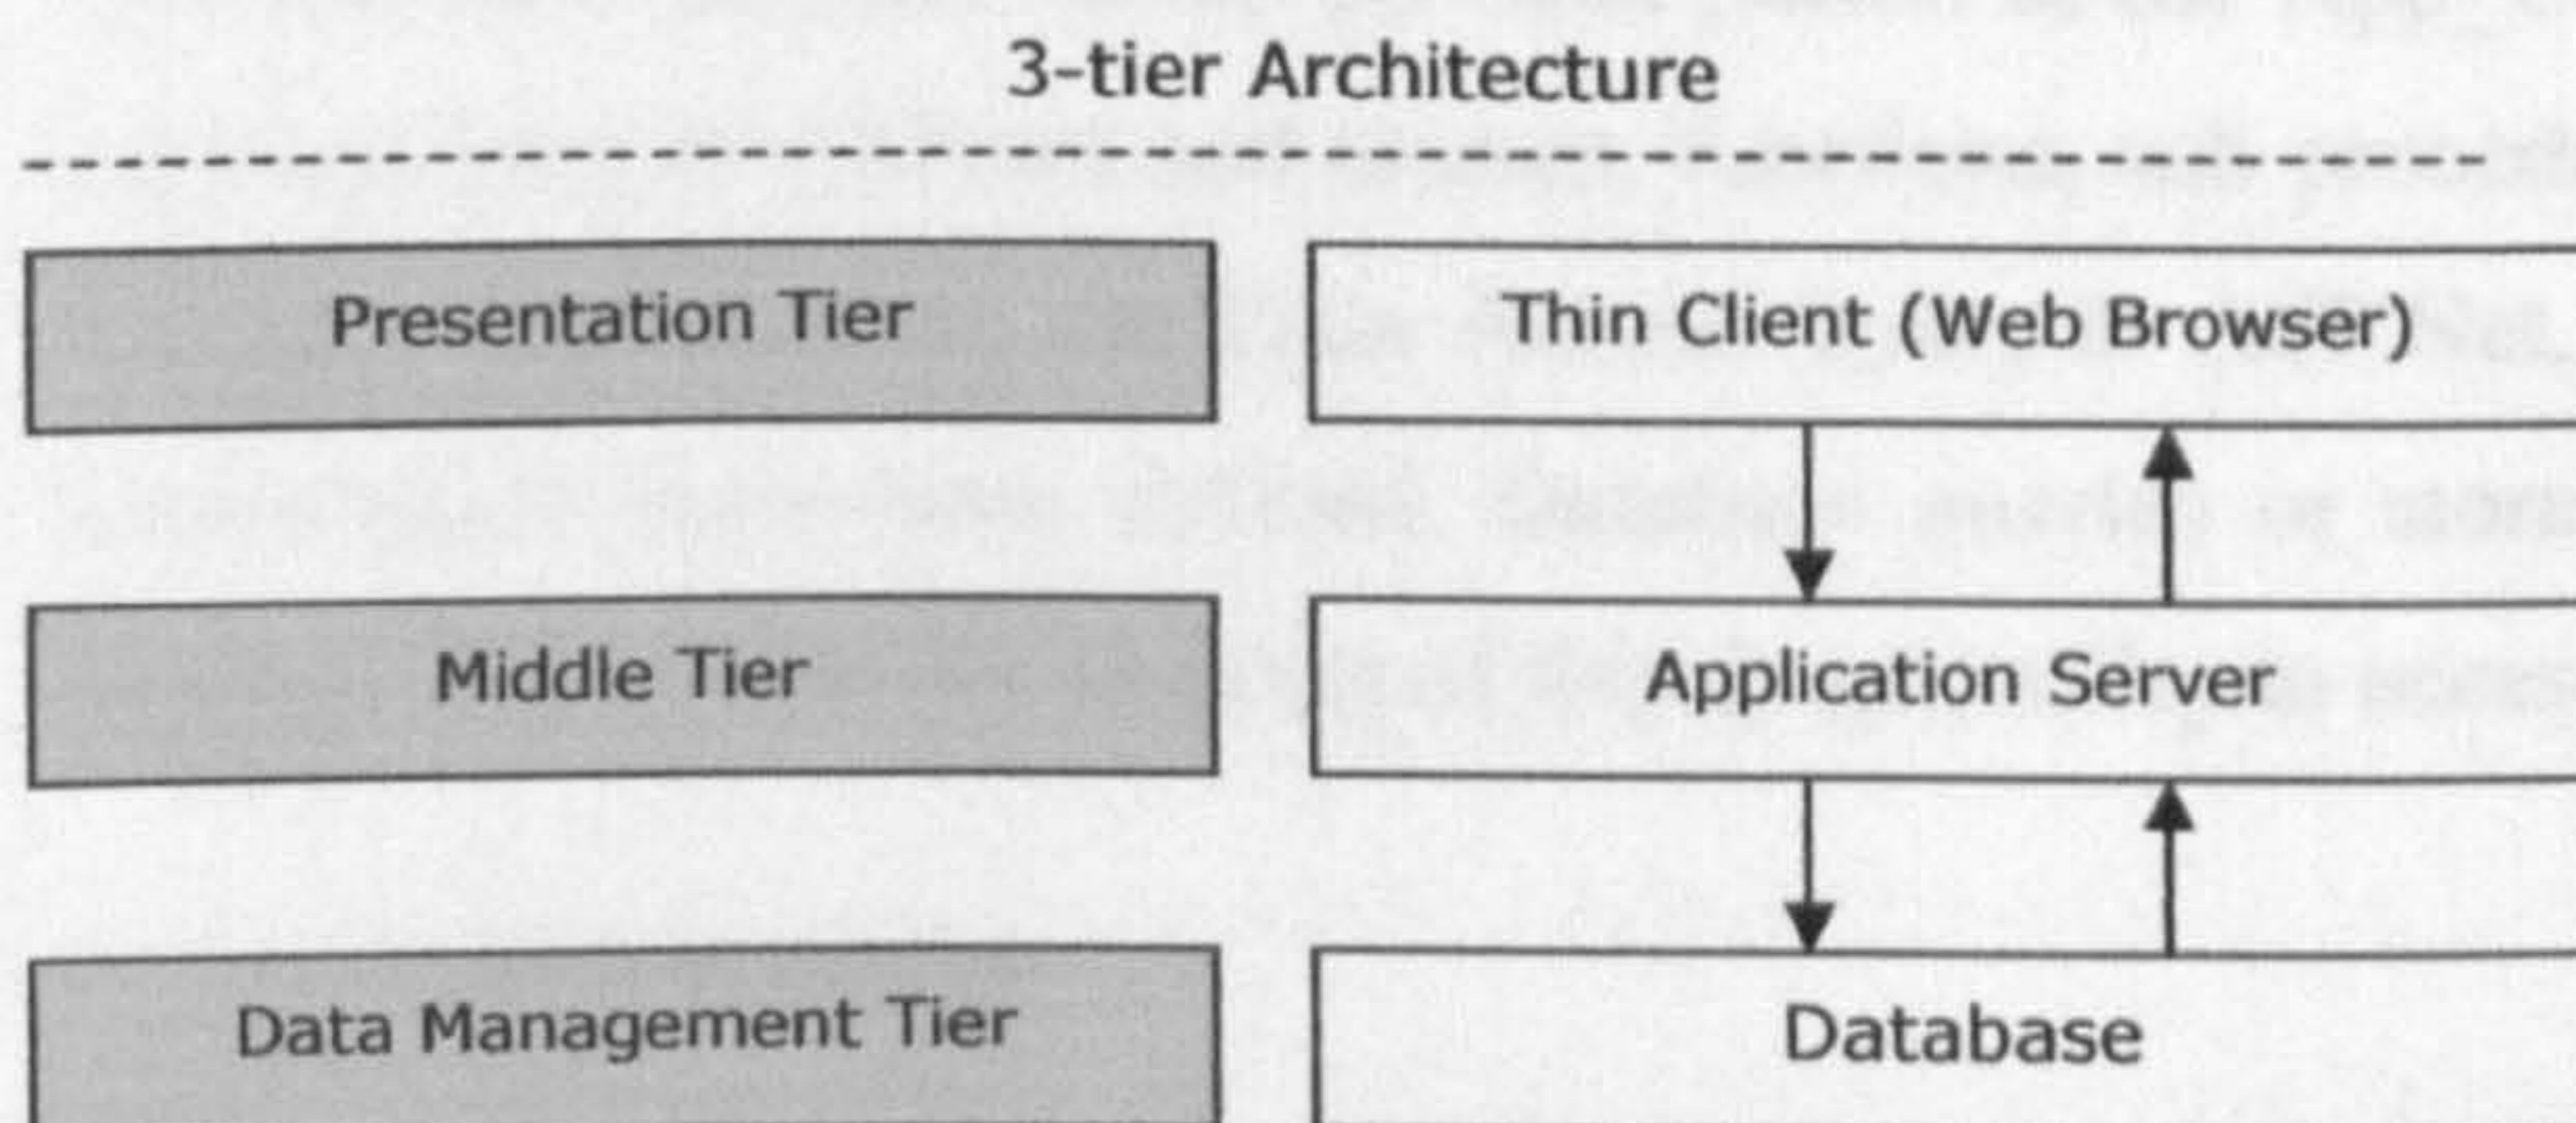 3-tier Architecture
Presentation Tier
Thin Client (Web Browser)
Middle Tier
Application Server
Data Management Tier
Database